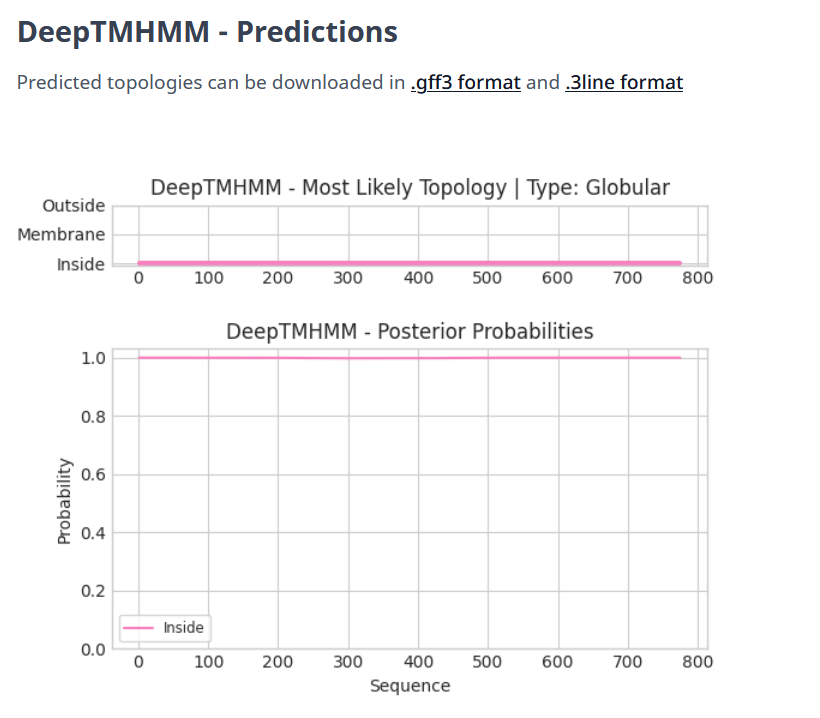 DeepTMHMM - Predictions
Predicted topologies can be downloaded in .gff3 format and .3line format
DeepTMHMM - Most Likely Topology | Type: Globular
Outside
Membrane
Inside
0 100 200 300 400 500 600 700 800
DeepTMHMM - Posterior Probabilities
1.0
0.8
0.6
0.4
0.2
0.0
Probability
Inside
0 100 200 300 400 500 600 700 800
Sequence